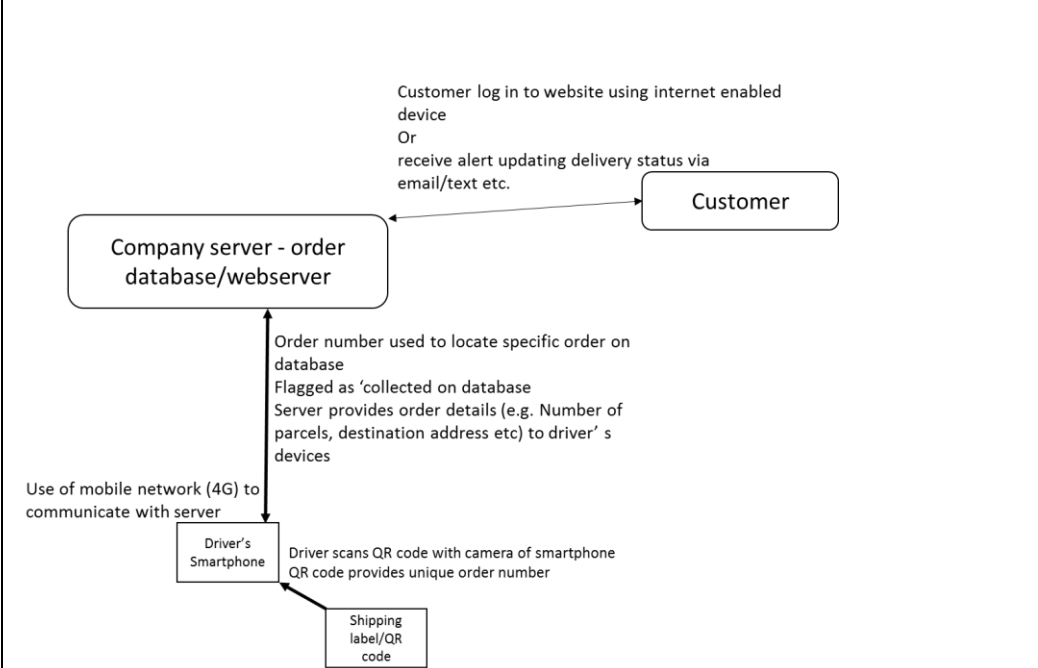 Customer log in to website using internet enabled
device
Or
receive alert updating delivery status via
email/text etc.
Customer
Company server - order
database/webserver
Order number used to locate specific order on
database
Flagged as ‘collected on database
Server provides order details (e.g. Number of
parcels, destination address etc) to driver’ s
devices
Use of mobile network (4G) to
communicate with server
Driver’s
Smartphone
Driver scans QR code with camera of smartphone
QR code provides unique order number
Shipping
label/QR
code